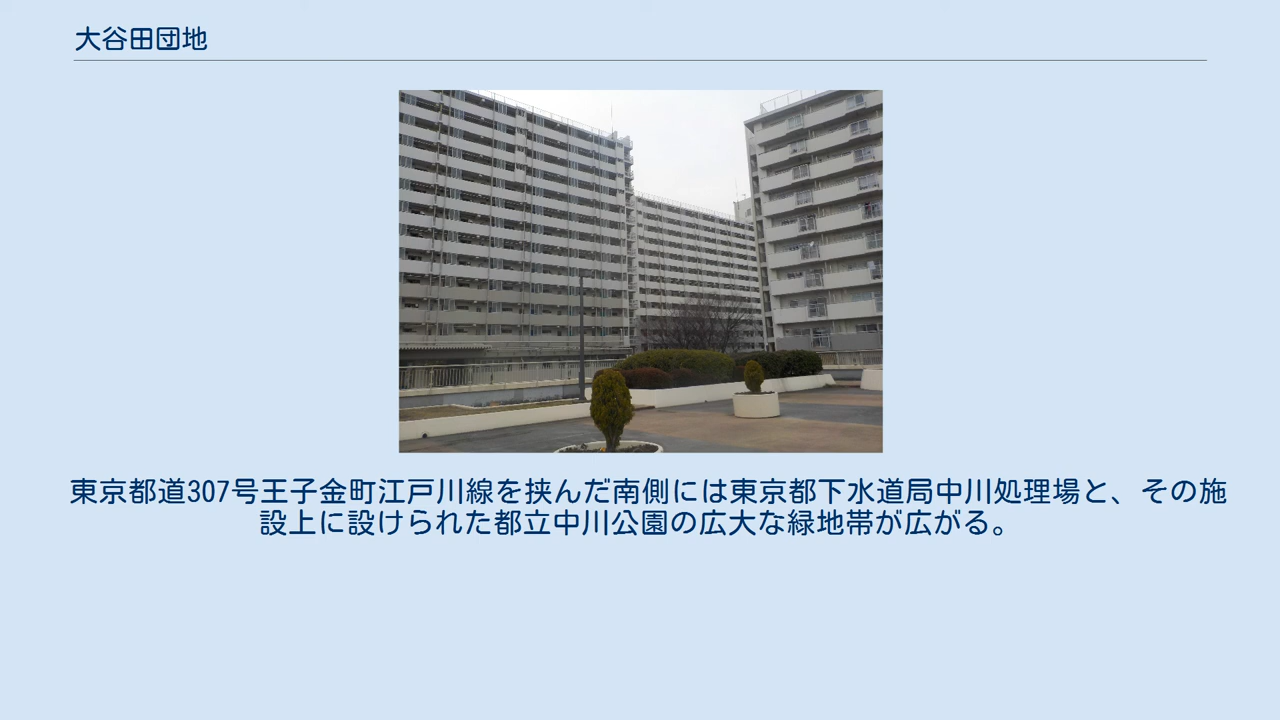 大谷田団地
東京都道307号王子金町江戸川線を挟んだ南側には東京都下水道局中川処理場と、その施
設上に設けられた都立中川公園の広大な緑地帯が広がる。